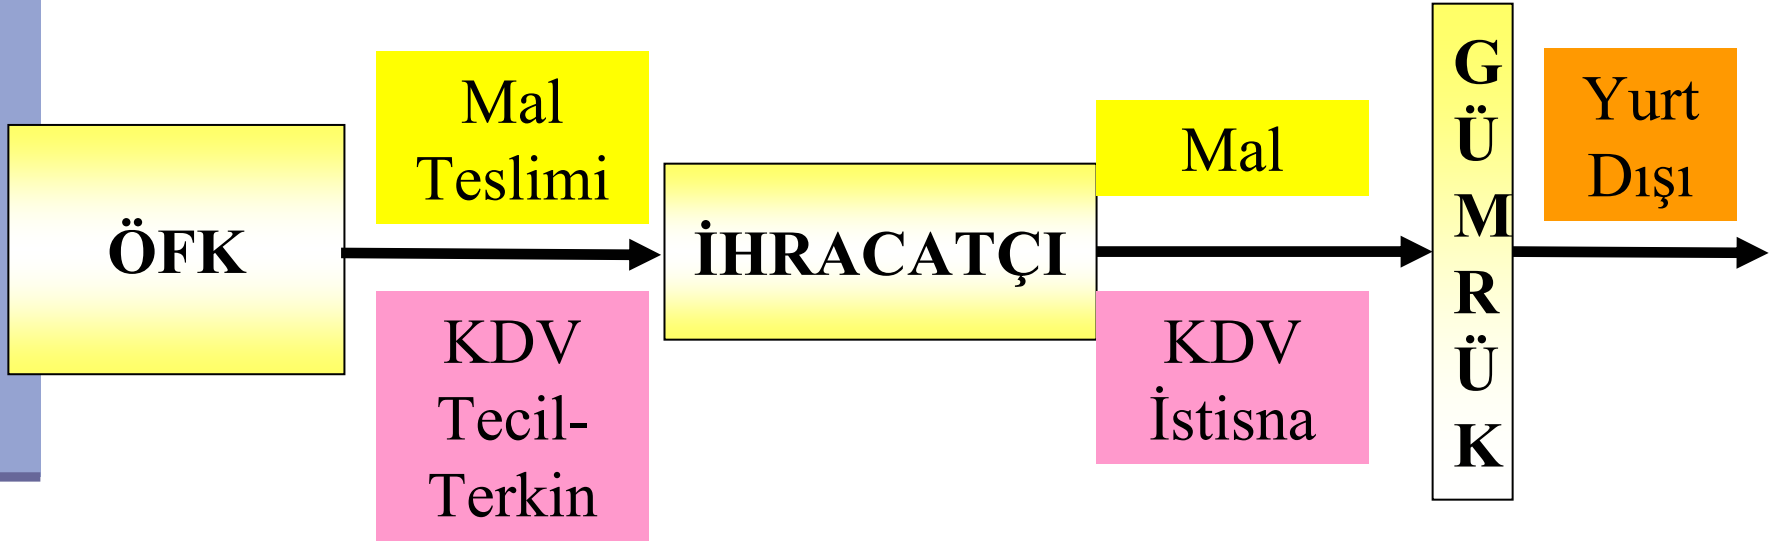 ÖFK
Mal
Teslimi
KDV
Tecil-
Terkin
İHRACATÇI
Mal
KDV
İstisna
G
Ü
M
R
Ü
K
Yurt
Dışı